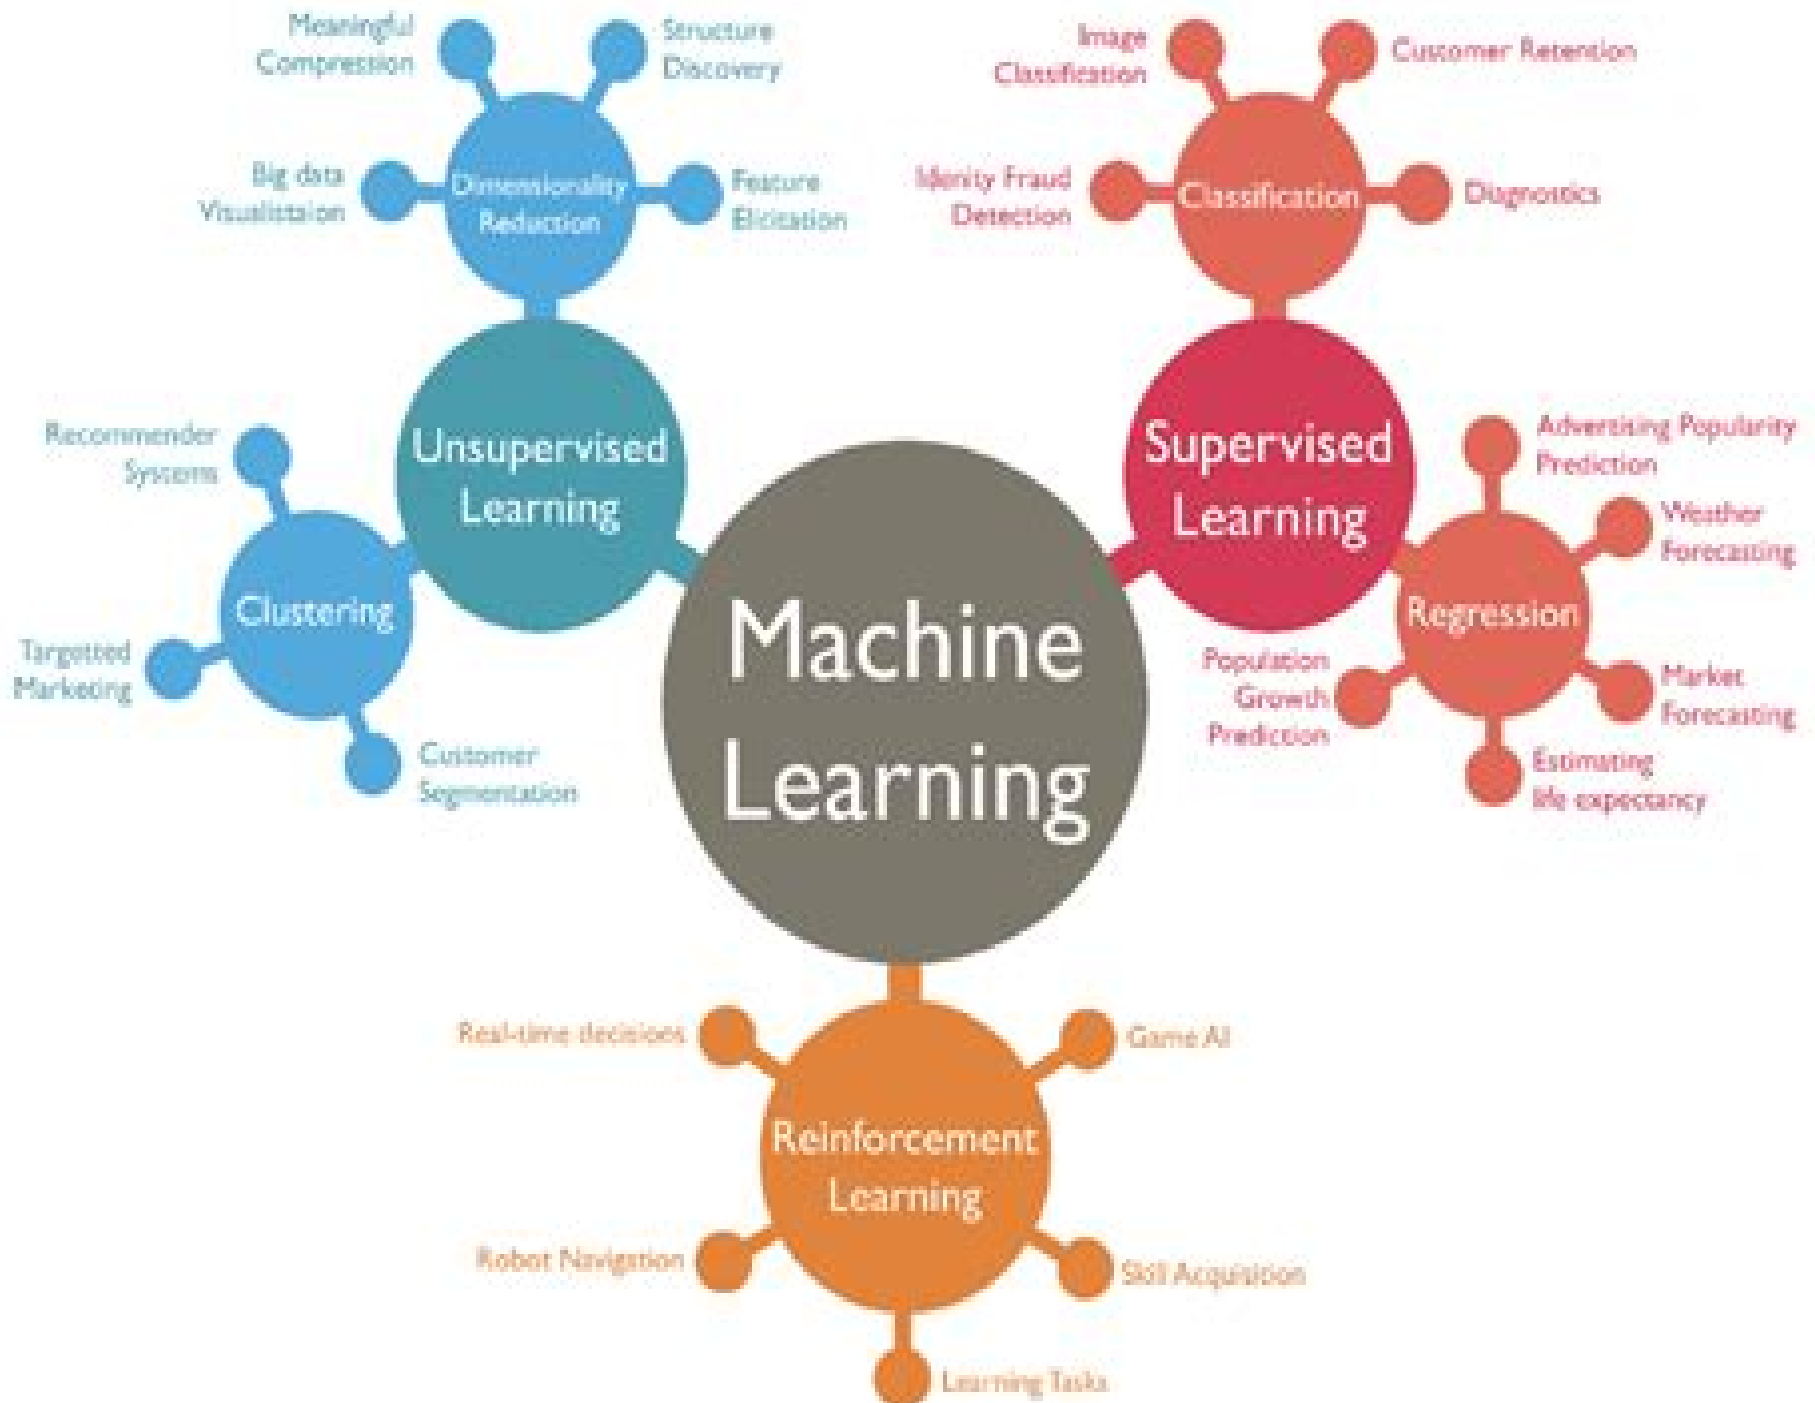 Meaningful
Compression
Structure
Discovery
Big data
Visualistaion
Dimensionality
Reduction
Feature
Elicitation
Image
Classification
Customer Retention
Idenity Fraud
Detection
Classification
Diagnostics
Recommender
Systems
Unsupervised
Learning
Clustering
Targetted
Marketing
Customer
Segmentation
Machine
Learning
Supervised
Learning
Advertising Popularity
Prediction
Weather
Forecasting
Regression
Population
Growth
Prediction
Market
Forecasting
Estimating
life expectancy
Real-time decisions
Game AI
Reinforcement
Learning
Robot Navigation
Skill Acquisition
Learning Tasks